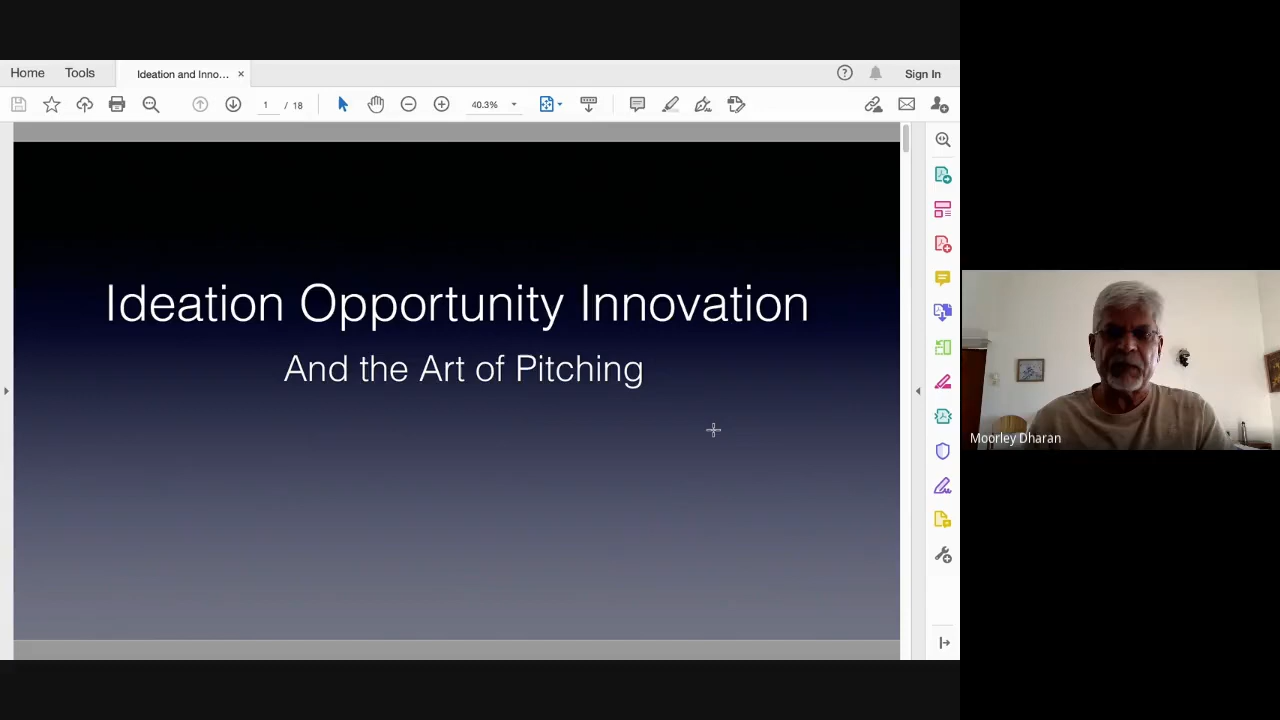 Home
Tools
Ideation and Inno...
Sign In
1 / 18
40.3%
Ideation Opportunity Innovation
And the Art of Pitching
Moorley Dharan